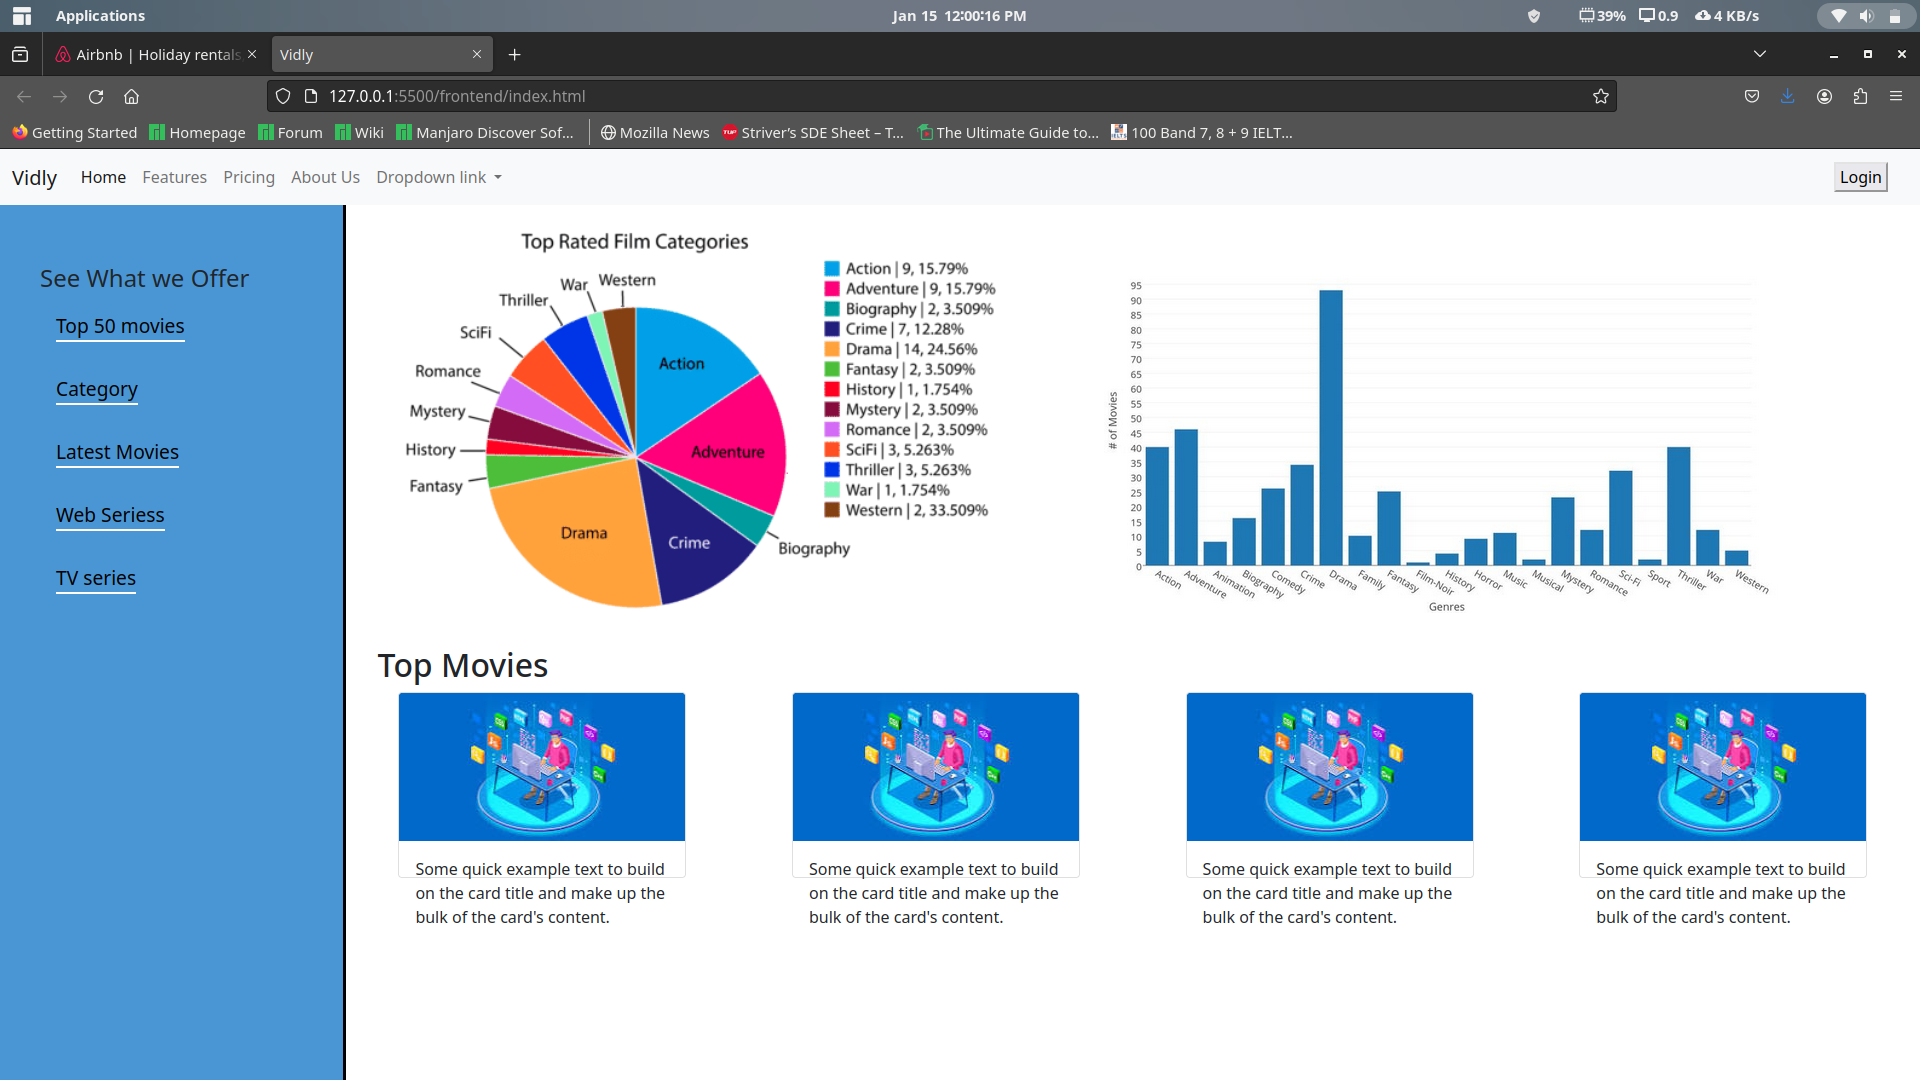 Applications
Jan 15 12:00:16 PM
39% 0.9 4 KB/s
Airbnb | Holiday rentals
Vidly
127.0.0.1:5500/frontend/index.html
Getting Started Homepage Forum Wiki Manjaro Discover Sof... Mozilla News Striver's SDE Sheet – T... The Ultimate Guide to... 100 Band 7, 8 + 9 IELT...
Vidly Home Features Pricing About Us Dropdown link Login
See What we Offer
Top 50 movies
Category
Latest Movies
Web Seriess
TV series
Top Rated Film Categories
Western
War
Thriller
SciFi
Romance
Mystery
History
Fantasy
Action
Adventure
Drama
Crime
Biography
Action | 9, 15.79%
Adventure | 9, 15.79%
Biography | 2, 3.509%
Crime | 7, 12.28%
Drama | 14, 24.56%
Fantasy | 2, 3.509%
History | 1, 1.754%
Mystery | 2, 3.509%
Romance | 2, 3.509%
SciFi | 3, 5.263%
Thriller | 3, 5.263%
War | 1, 1.754%
Western | 2, 33.509%
# of Movies
95
90
85
80
75
70
65
60
55
50
45
40
35
30
25
20
15
10
5
0
Action Adventure Animation Biography Comedy Crime Drama Family Fantasy Film-Noir History Horror Music Musical Mystery Romance Sci-Fi Sport Thriller War Western
Genres
Top Movies
Some quick example text to build
on the card title and make up the
bulk of the card's content.
Some quick example text to build
on the card title and make up the
bulk of the card's content.
Some quick example text to build
on the card title and make up the
bulk of the card's content.
Some quick example text to build
on the card title and make up the
bulk of the card's content.